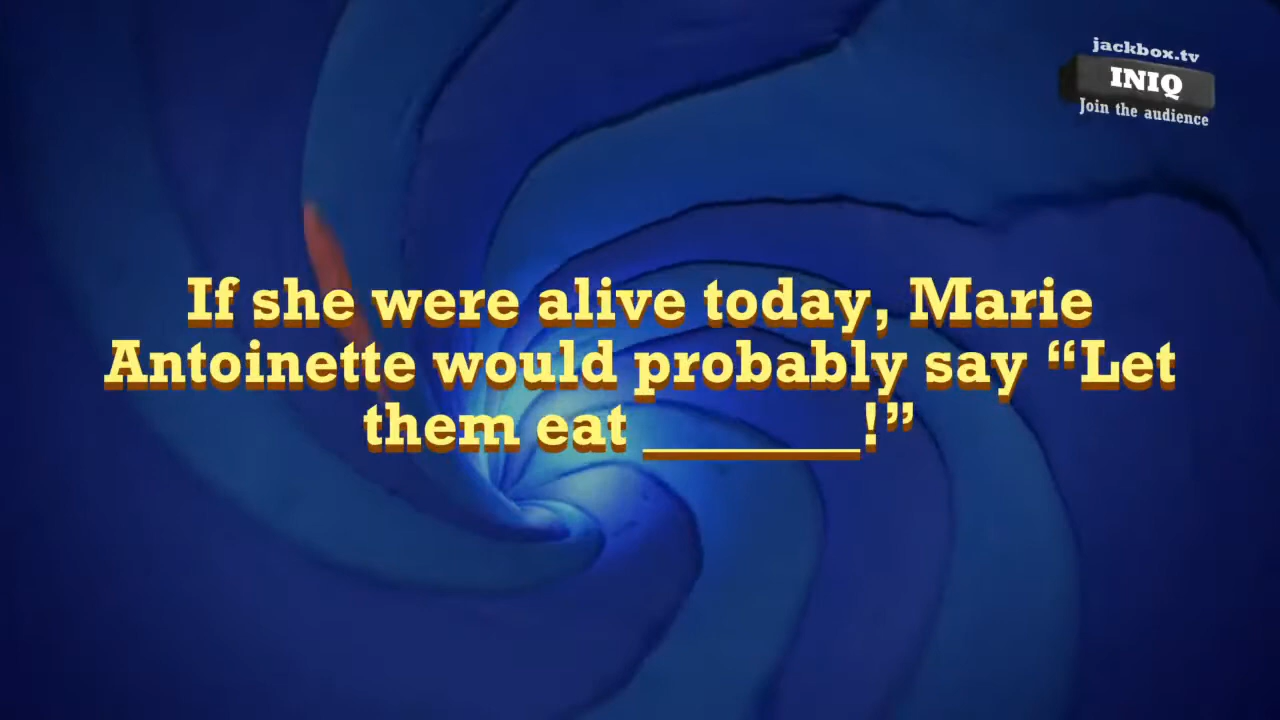 jackbox.tv
INIQ
Join the audience
If she were alive today, Marie
Antoinette would probably say “Let
them eat ________!”